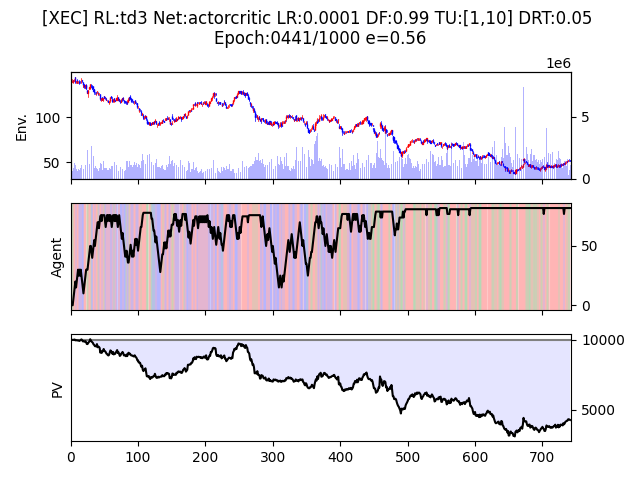 [XEC] RL:td3 Net:actorcritic LR:0.0001 DF:0.99 TU:[1,10] DRT:0.05
Epoch:0441/1000 e=0.56
1e6
Env.
100
50
5
0
Agent
50
0
PV
10000
5000
0 100 200 300 400 500 600 700